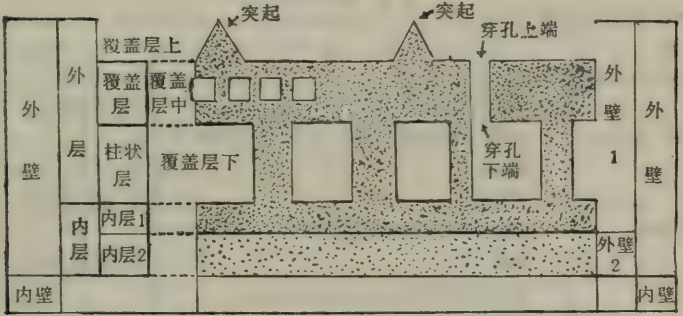 突起
突起
覆盖层上
穿孔上端
外壁
外层
覆盖层
覆盖层中
外壁1
外壁
柱状层
覆盖层下
穿孔下端
内层
内层1
内层2
外壁2
内壁
内壁